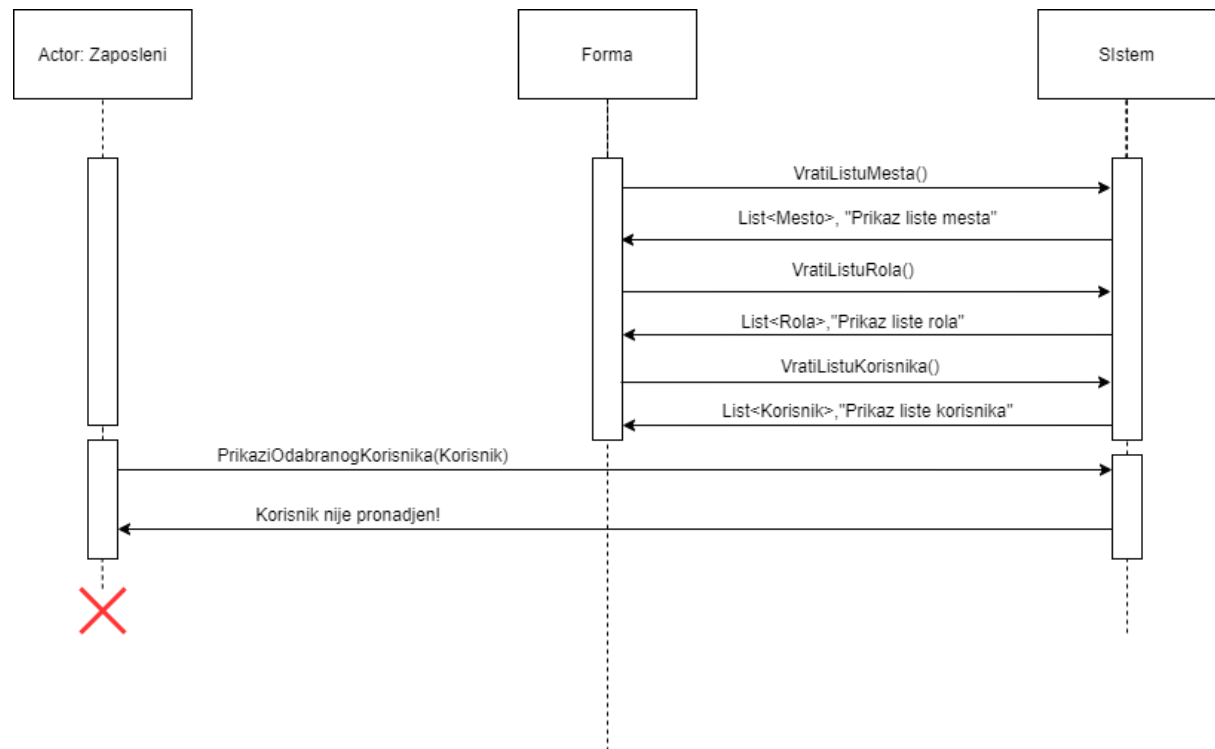 Actor: Zaposleni
Forma
SIstem
VratiListuMesta()
List<Mesto>, "Prikaz liste mesta"
VratiListuRola()
List<Rola>,"Prikaz liste rola"
VratiListuKorisnika()
List<Korisnik>,"Prikaz liste korisnika"
PrikaziOdabranogKorisnika(Korisnik)
Korisnik nije pronadjen!